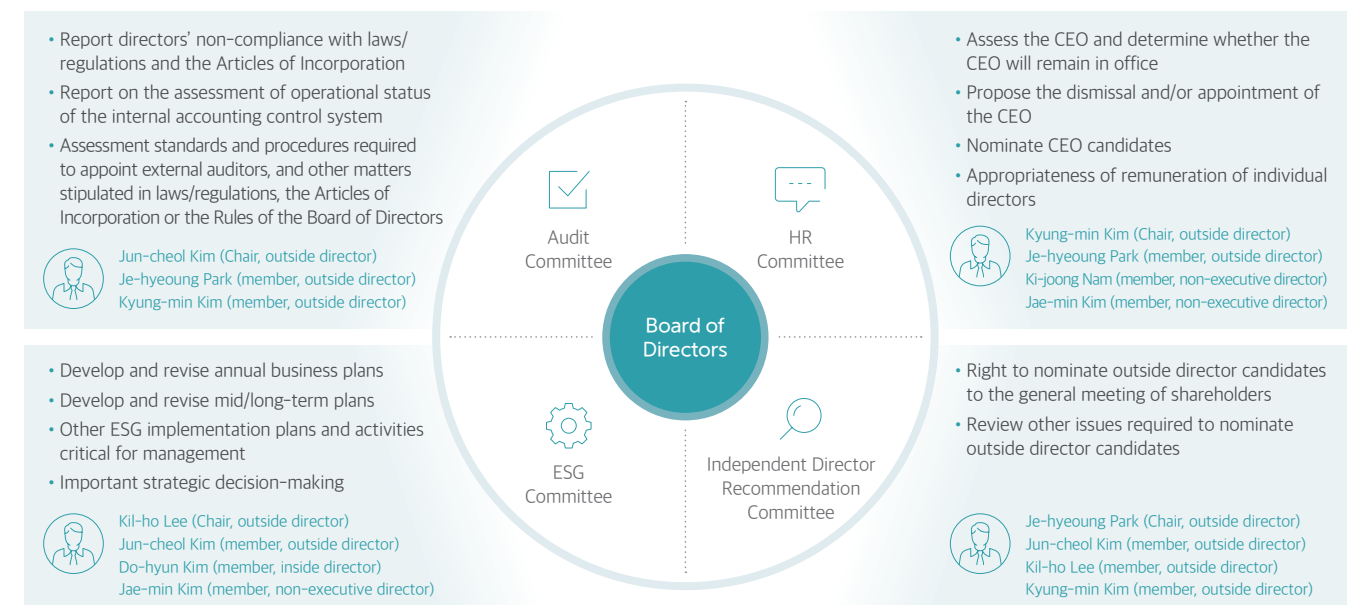 • Report directors’ non-compliance with laws/
regulations and the Articles of Incorporation
• Report on the assessment of operational status
of the internal accounting control system
• Assessment standards and procedures required
to appoint external auditors, and other matters
stipulated in laws/regulations, the Articles of
Incorporation or the Rules of the Board of Directors
Jun-cheol Kim (Chair, outside director)
Je-hyeoung Park (member, outside director)
Kyung-min Kim (member, outside director)
Audit
Committee
HR
Committee
• Assess the CEO and determine whether the
CEO will remain in office
• Propose the dismissal and/or appointment of
the CEO
• Nominate CEO candidates
• Appropriateness of remuneration of individual
directors
Kyung-min Kim (Chair, outside director)
Je-hyeoung Park (member, outside director)
Ki-joong Nam (member, non-executive director)
Jae-min Kim (member, non-executive director)
Board of
Directors
• Develop and revise annual business plans
• Develop and revise mid/long-term plans
• Other ESG implementation plans and activities
critical for management
• Important strategic decision-making
Kil-ho Lee (Chair, outside director)
Jun-cheol Kim (member, outside director)
Do-hyun Kim (member, inside director)
Jae-min Kim (member, non-executive director)
ESG
Committee
Independent Director
Recommendation
Committee
• Right to nominate outside director candidates
to the general meeting of shareholders
• Review other issues required to nominate
outside director candidates
Je-hyeoung Park (Chair, outside director)
Jun-cheol Kim (member, outside director)
Kil-ho Lee (member, outside director)
Kyung-min Kim (member, outside director)